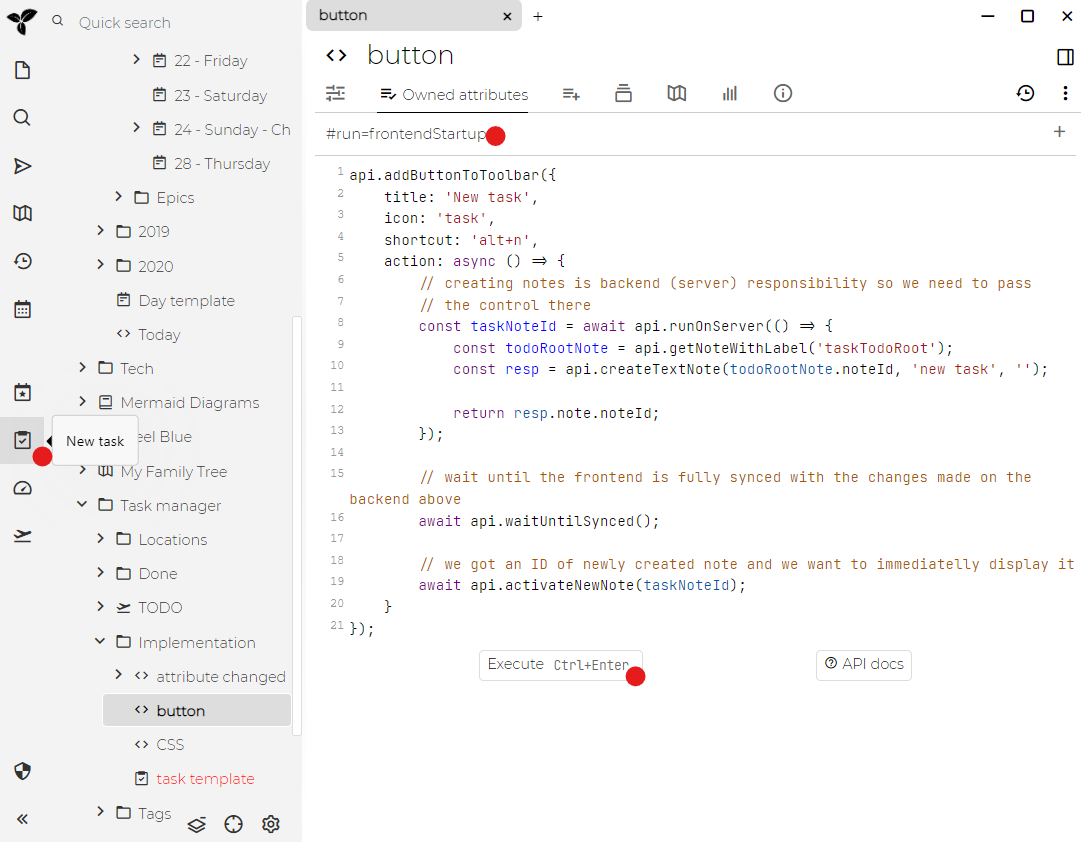 Quick search
22 - Friday
23 - Saturday
24 - Sunday - Ch
28 - Thursday
Epics
2019
2020
Day template
Today
Tech
Mermaid Diagrams
eel Blue
My Family Tree
Task manager
Locations
Done
TODO
Implementation
attribute changed
button
CSS
task template
Tags
New task
button
button
Owned attributes
#run=frontendStartup
1 api.addButtonToToolbar({
2     title: 'New task',
3     icon: 'task',
4     shortcut: 'alt+n',
5     action: async () => {
6         // creating notes is backend (server) responsibility so we need to pass
7         // the control there
8         const taskNoteId = await api.runOnServer(() => {
9             const todoRootNote = api.getNoteWithLabel('taskTodoRoot');
10             const resp = api.createTextNote(todoRootNote.noteId, 'new task', '');
11
12             return resp.note.noteId;
13         });
14
15         // wait until the frontend is fully synced with the changes made on the
backend above
16         await api.waitUntilSynced();
17
18         // we got an ID of newly created note and we want to immediatelly display it
19         await api.activateNewNote(taskNoteId);
20     }
21 });
Execute Ctrl+Enter
API docs